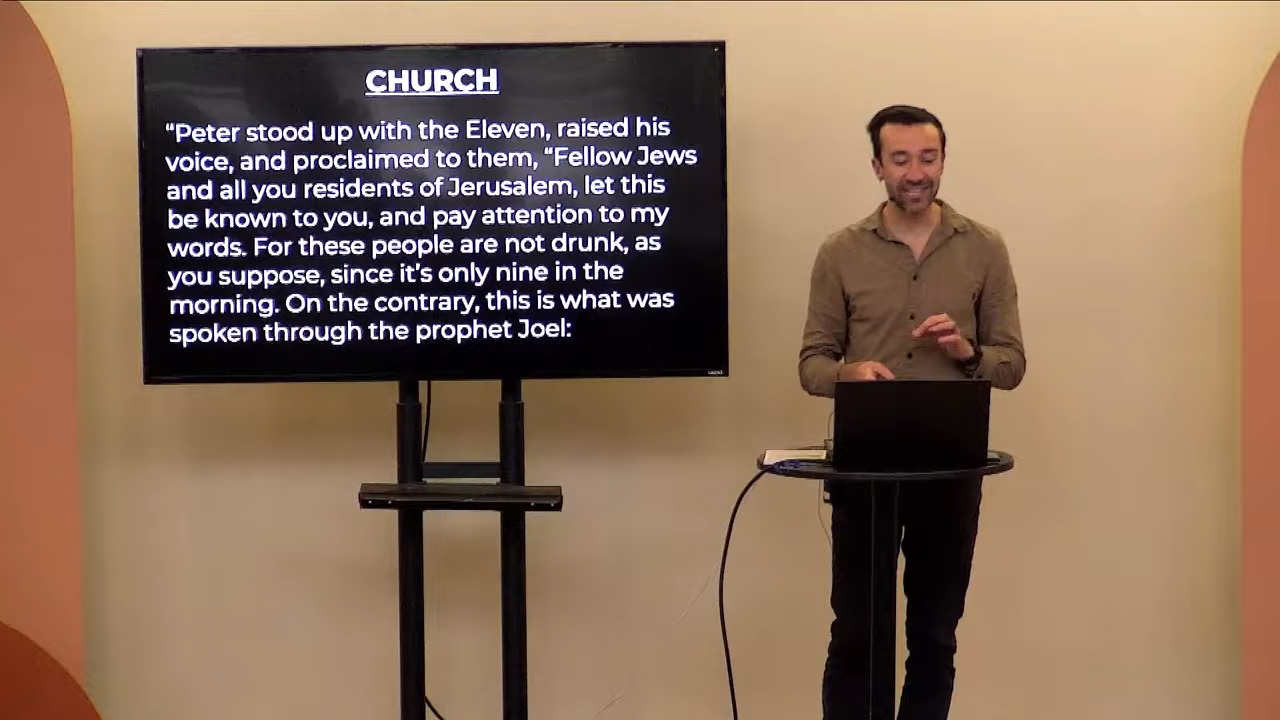 CHURCH
“Peter stood up with the Eleven, raised his
voice, and proclaimed to them, “Fellow Jews
and all you residents of Jerusalem, let this
be known to you, and pay attention to my
words. For these people are not drunk, as
you suppose, since it's only nine in the
morning. On the contrary, this is what was
spoken through the prophet Joel: